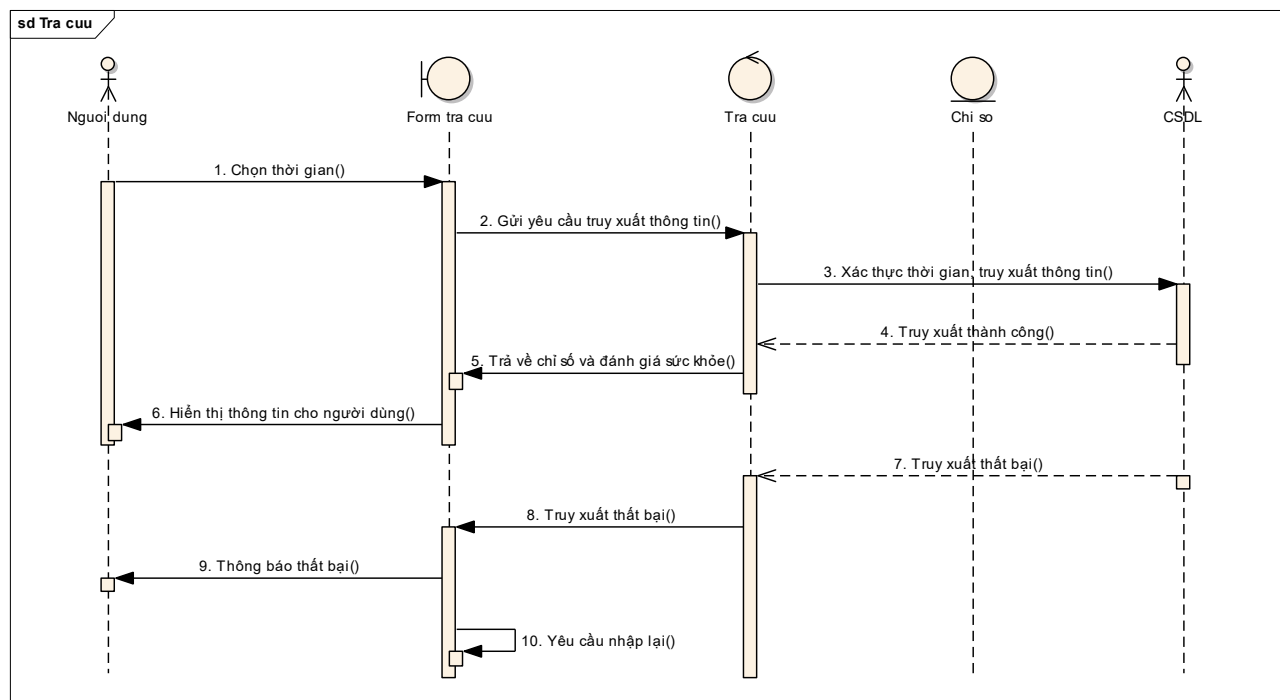 sd Tra cuu
Nguoi dung
Form tra cuu
Tra cuu
Chi so
CSDL
1. Chọn thời gian()
2. Gửi yêu cầu truy xuất thông tin()
3. Xác thực thời gian, truy xuất thông tin()
4. Truy xuất thành công()
5. Trả về chỉ số và đánh giá sức khỏe()
6. Hiển thị thông tin cho người dùng()
7. Truy xuất thất bại()
8. Truy xuất thất bại()
9. Thông báo thất bại()
10. Yêu cầu nhập lại()